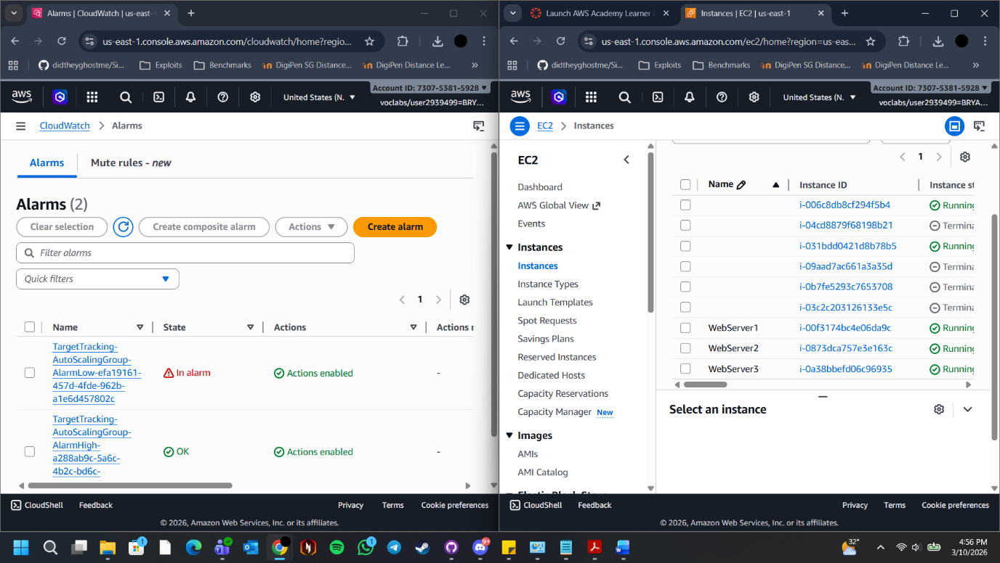 Alarms | CloudWatch | us-east-1
us-east-1.console.aws.amazon.com/cloudwatch/home?regio...
didtheyghostme/Si...
Exploits
Benchmarks
DigiPen SG Distance...
DigiPen Distance Le...
»
aws
United States (N.
Account ID: 7307-5381-5928
voclabs/user2939499=BRYA...
CloudWatch
Alarms
Alarms
Mute rules - new
Alarms (2)
Clear selection
Create composite alarm
Actions
Create alarm
Filter alarms
Quick filters
1
Name
State
Actions
Actions
TargetTracking-
AutoScalingGroup-
AlarmLow-efa19161-
457d-4fde-962b-
a1e6d457802c
In alarm
Actions enabled
-
TargetTracking-
AutoScalingGroup-
AlarmHigh-
a288ab9c-5a6c-
4b2c-bd6c-
OK
Actions enabled
-
CloudShell
Feedback
Privacy
Terms
Cookie preferences
© 2026, Amazon Web Services, Inc. or its affiliates.
Launch AWS Academy Learner
Instances | EC2 | us-east-1
us-east-1.console.aws.amazon.com/ec2/home?region=us-eas...
didtheyghostme/Si...
Exploits
Benchmarks
DigiPen SG Distance...
DigiPen Distance Le...
»
aws
United States (N.
Account ID: 7307-5381-5928
voclabs/user2939499=BRYA...
EC2
Instances
EC2
Dashboard
AWS Global View
Events
Instances
Instances
Instance Types
Launch Templates
Spot Requests
Savings Plans
Reserved Instances
Dedicated Hosts
Capacity Reservations
Capacity Manager New
Images
AMIs
AMI Catalog
1
Name
Instance ID
Instance st
i-006c8db8cf294f5b4
Running
i-04cd8879f68198b21
Termina
i-031bdd0421d8b78b5
Running
i-09aad7ac661a3a35d
Termina
i-0b7fe5293c7653708
Termina
i-03c2c203126133e5c
Termina
WebServer1
i-00f3174bc4e06da9c
Running
WebServer2
i-0873dca757e3e163c
Running
WebServer3
i-0a38bbefd06c96935
Running
Select an instance
CloudShell
Feedback
Privacy
Terms
Cookie preferences
© 2026, Amazon Web Services, Inc. or its affiliates.
1
1
9+
32°
4:56 PM
3/10/2026